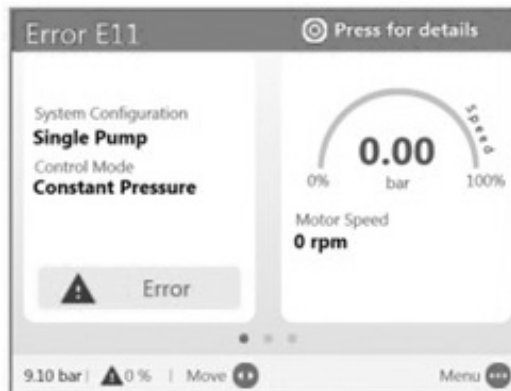 Error E11
Press for details
System Configuration
Single Pump
Control Mode
Constant Pressure
Error
Speed
0.00
0%
bar
100%
Motor Speed
0 rpm
9.10 bar | 0 % | Move
Menu